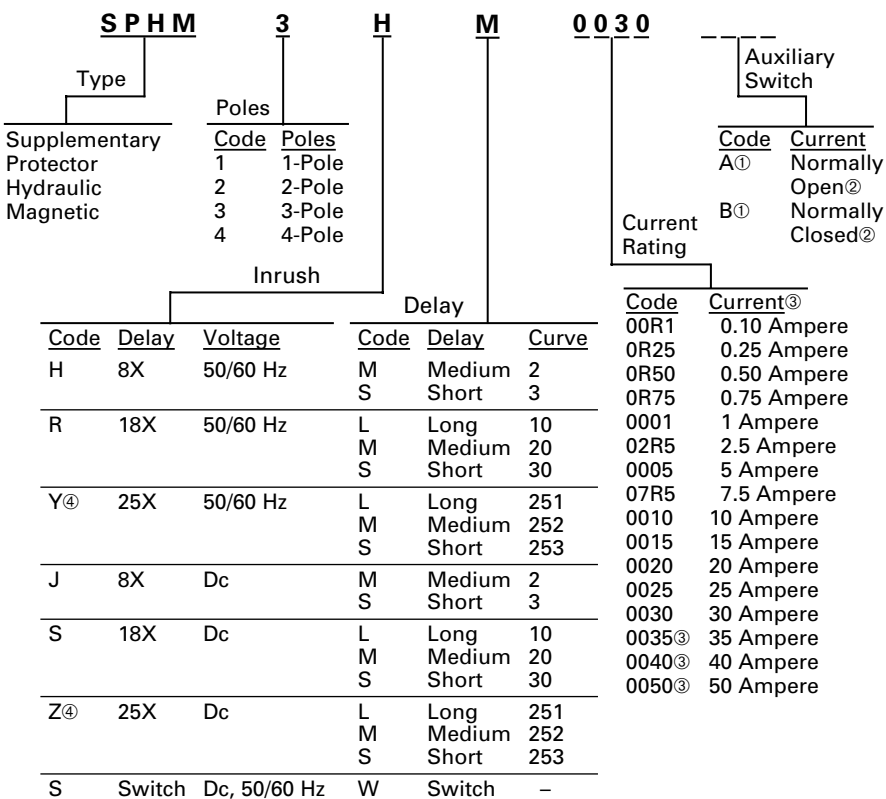 SPHM 3 H M 0030 _ _ _ _
Type
Supplementary
Protector
Hydraulic
Magnetic
Poles
Code Poles
1 1-Pole
2 2-Pole
3 3-Pole
4 4-Pole
Auxiliary
Switch
Code Current
A① Normally
Open②
B① Normally
Closed②
Inrush
Delay
Code Delay Voltage Code Delay Curve
H 8X 50/60 Hz M Medium 2
S Short 3
R 18X 50/60 Hz L Long 10
M Medium 20
S Short 30
Y④ 25X 50/60 Hz L Long 251
M Medium 252
S Short 253
J 8X Dc M Medium 2
S Short 3
S 18X Dc L Long 10
M Medium 20
S Short 30
Z④ 25X Dc L Long 251
M Medium 252
S Short 253
S Switch Dc, 50/60 Hz W Switch –
Current
Rating
Code Current③
00R1 0.10 Ampere
0R25 0.25 Ampere
0R50 0.50 Ampere
0R75 0.75 Ampere
0001 1 Ampere
02R5 2.5 Ampere
0005 5 Ampere
07R5 7.5 Ampere
0010 10 Ampere
0015 15 Ampere
0020 20 Ampere
0025 25 Ampere
0030 30 Ampere
0035③ 35 Ampere
0040③ 40 Ampere
0050③ 50 Ampere